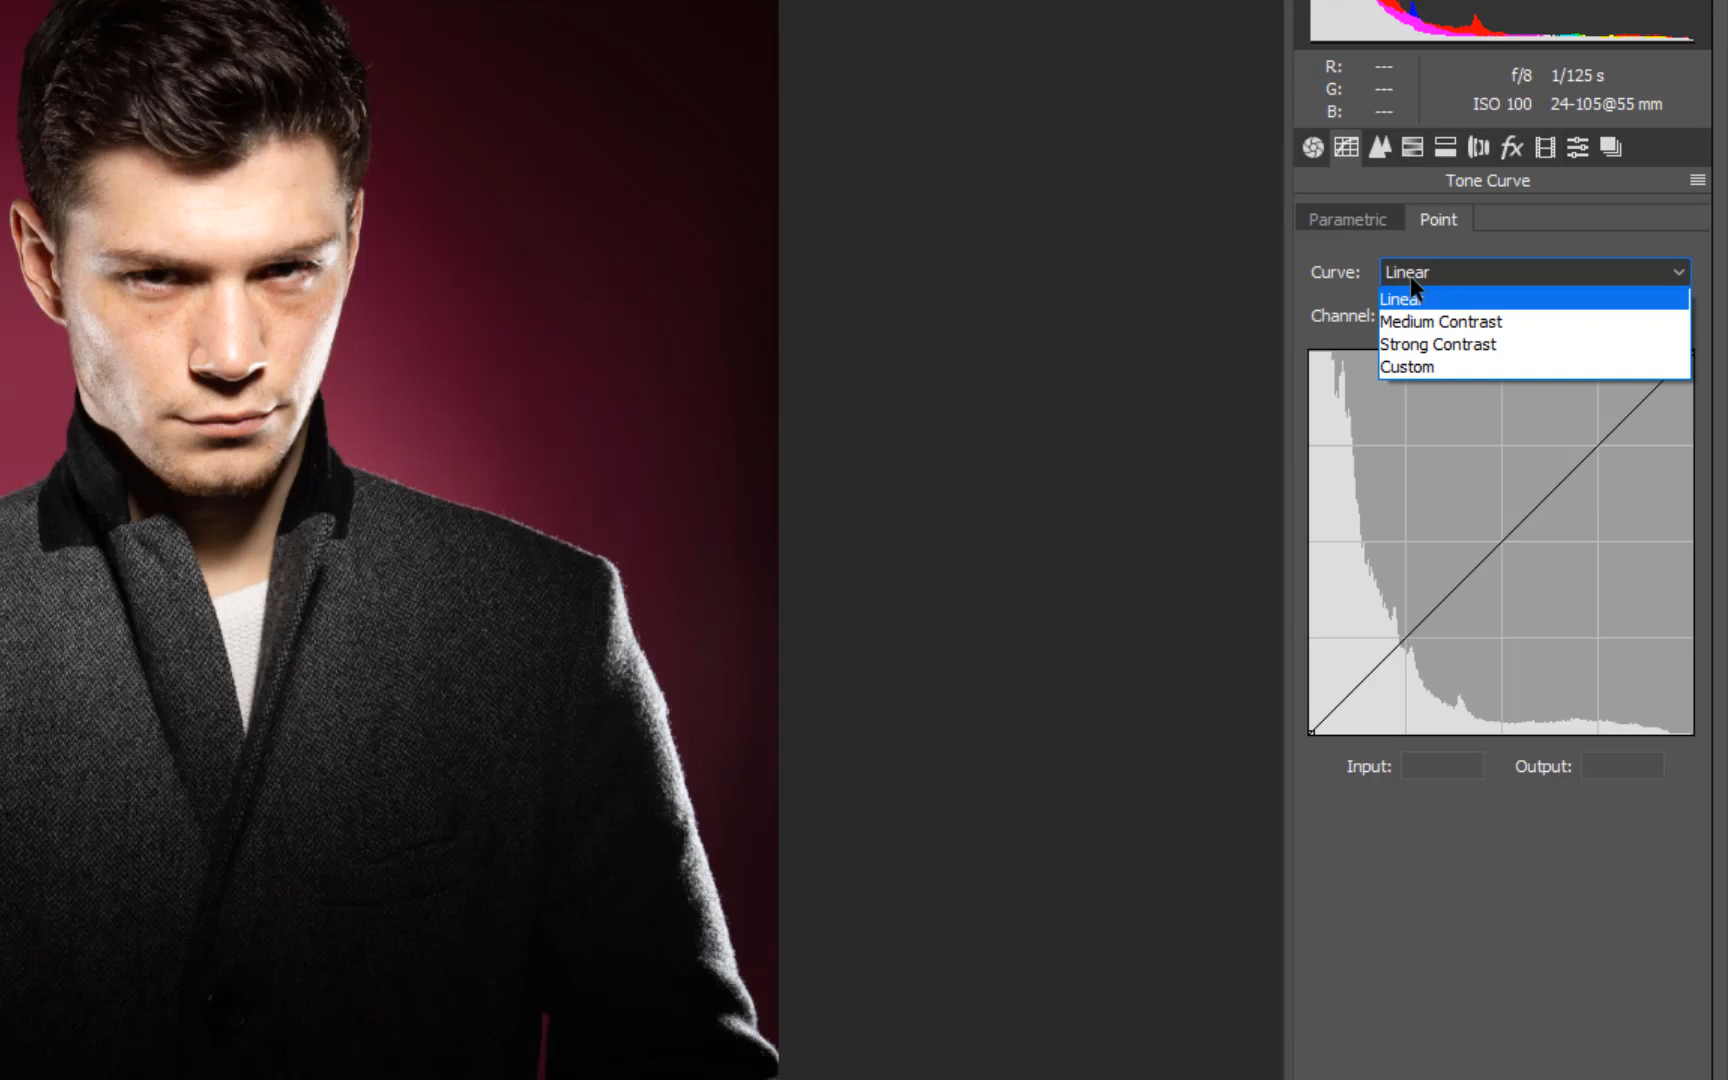 R: ---
G: ---
B: ---
f/8 1/125 s
ISO 100 24-105@55 mm
fx
Tone Curve
Parametric Point
Curve: Linear
Linear
Channel:
Medium Contrast
Strong Contrast
Custom
Input: Output: